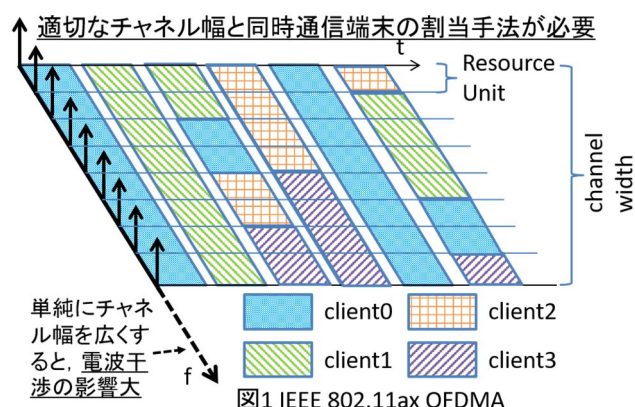 適切なチャネル幅と同時通信端末の割当手法が必要
t
Resource
Unit
channel
width
単純にチャネ
ル幅を広くす
ると，電波干
渉の影響大
f
client0
client2
client1
client3
図1 IEEE 802.11ax OFDMA